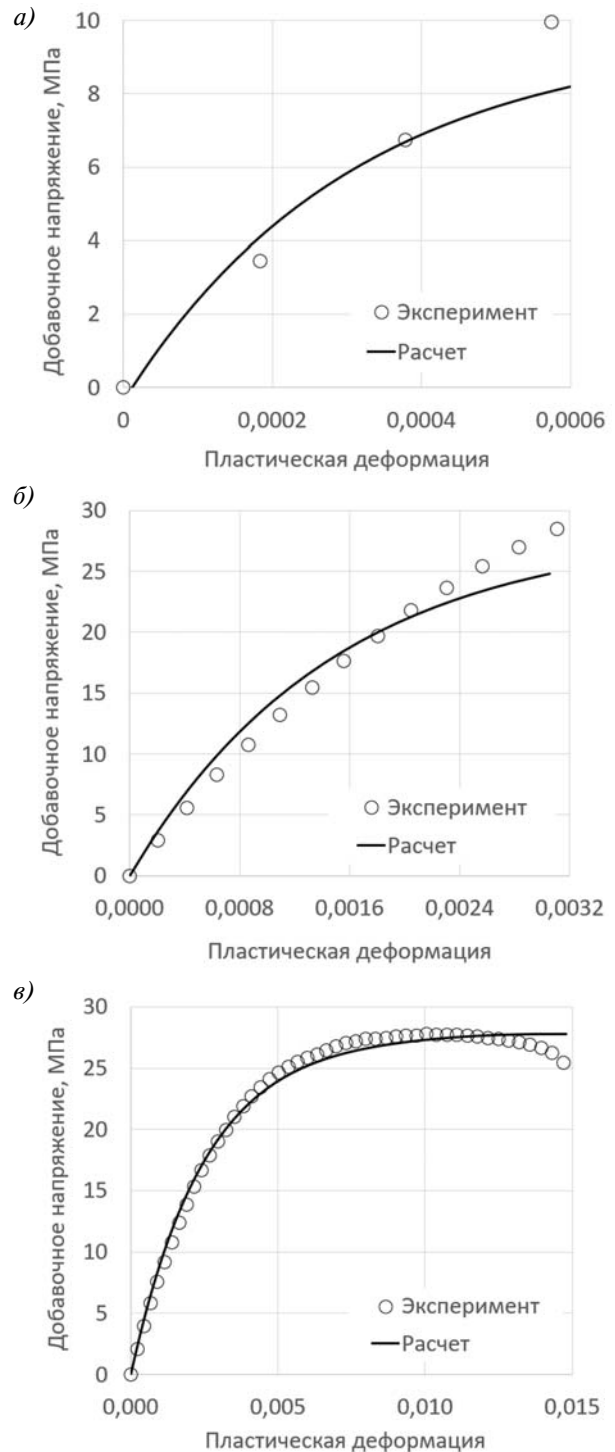 а)
Добавочное напряжение, МПа
10
8
6
4
2
0
Эксперимент
Расчет
0 0,0002 0,0004 0,0006
Пластическая деформация
б)
Добавочное напряжение, МПа
30
25
20
15
10
5
0
Эксперимент
Расчет
0,0000 0,0008 0,0016 0,0024 0,0032
Пластическая деформация
в)
Добавочное напряжение, МПа
30
25
20
15
10
5
0
Эксперимент
Расчет
0,000 0,005 0,010 0,015
Пластическая деформация